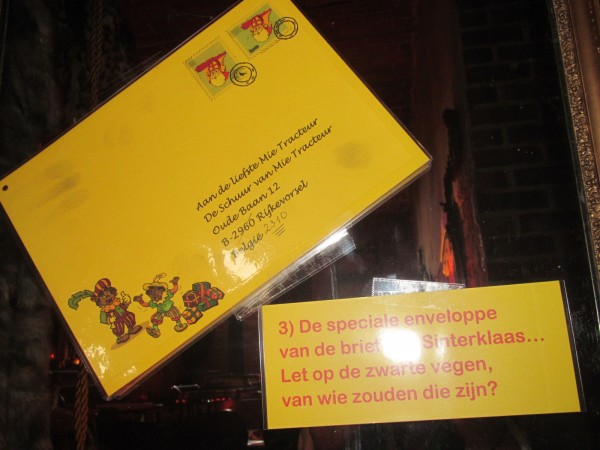 Aan de liefste Mie Tracteur
De Schuur van Mie Tracteur
Oude Baan 12
B-2960 Rijkevorsel
België 2310
3) De speciale enveloppe
van de brief Sinterklaas...
Let op de zwarte vegen,
van wie zouden die zijn?